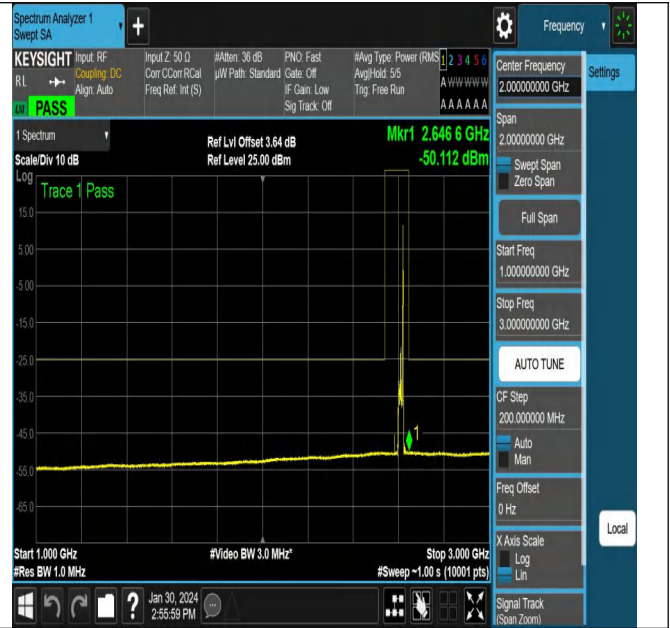 Spectrum Analyzer 1
Swept SA
+
Frequency
KEYSIGHT
RL
LXI
PASS
Input: RF
Coupling: DC
Align: Auto
Input Z: 50 Ω
Corr CCorr RCal
Freq Ref: Int (S)
#Atten: 36 dB
µW Path: Standard
PNO: Fast
Gate: Off
IF Gain: Low
Sig Track: Off
#Avg Type: Power (RMS
Avg|Hold: 5/5
Trig: Free Run
1 2 3 4 5 6
A W W W W W
A A A A A A
1 Spectrum
Scale/Div 10 dB
Ref Lvl Offset 3.64 dB
Ref Level 25.00 dBm
Mkr1 2.646 6 GHz
-50.112 dBm
Log
Trace 1 Pass
15.0
5.00
-5.00
-15.0
-25.0
-35.0
-45.0
-55.0
-65.0
1
Start 1.000 GHz
#Res BW 1.0 MHz
#Video BW 3.0 MHz*
Stop 3.000 GHz
#Sweep ~1.00 s (10001 pts)
?
Jan 30, 2024
2:55:59 PM
Center Frequency
2.000000000 GHz
Settings
Span
2.00000000 GHz
Swept Span
Zero Span
Full Span
Start Freq
1.000000000 GHz
Stop Freq
3.000000000 GHz
AUTO TUNE
CF Step
200.000000 MHz
Auto
Man
Freq Offset
0 Hz
X Axis Scale
Log
Lin
Local
Signal Track
(Span Zoom)